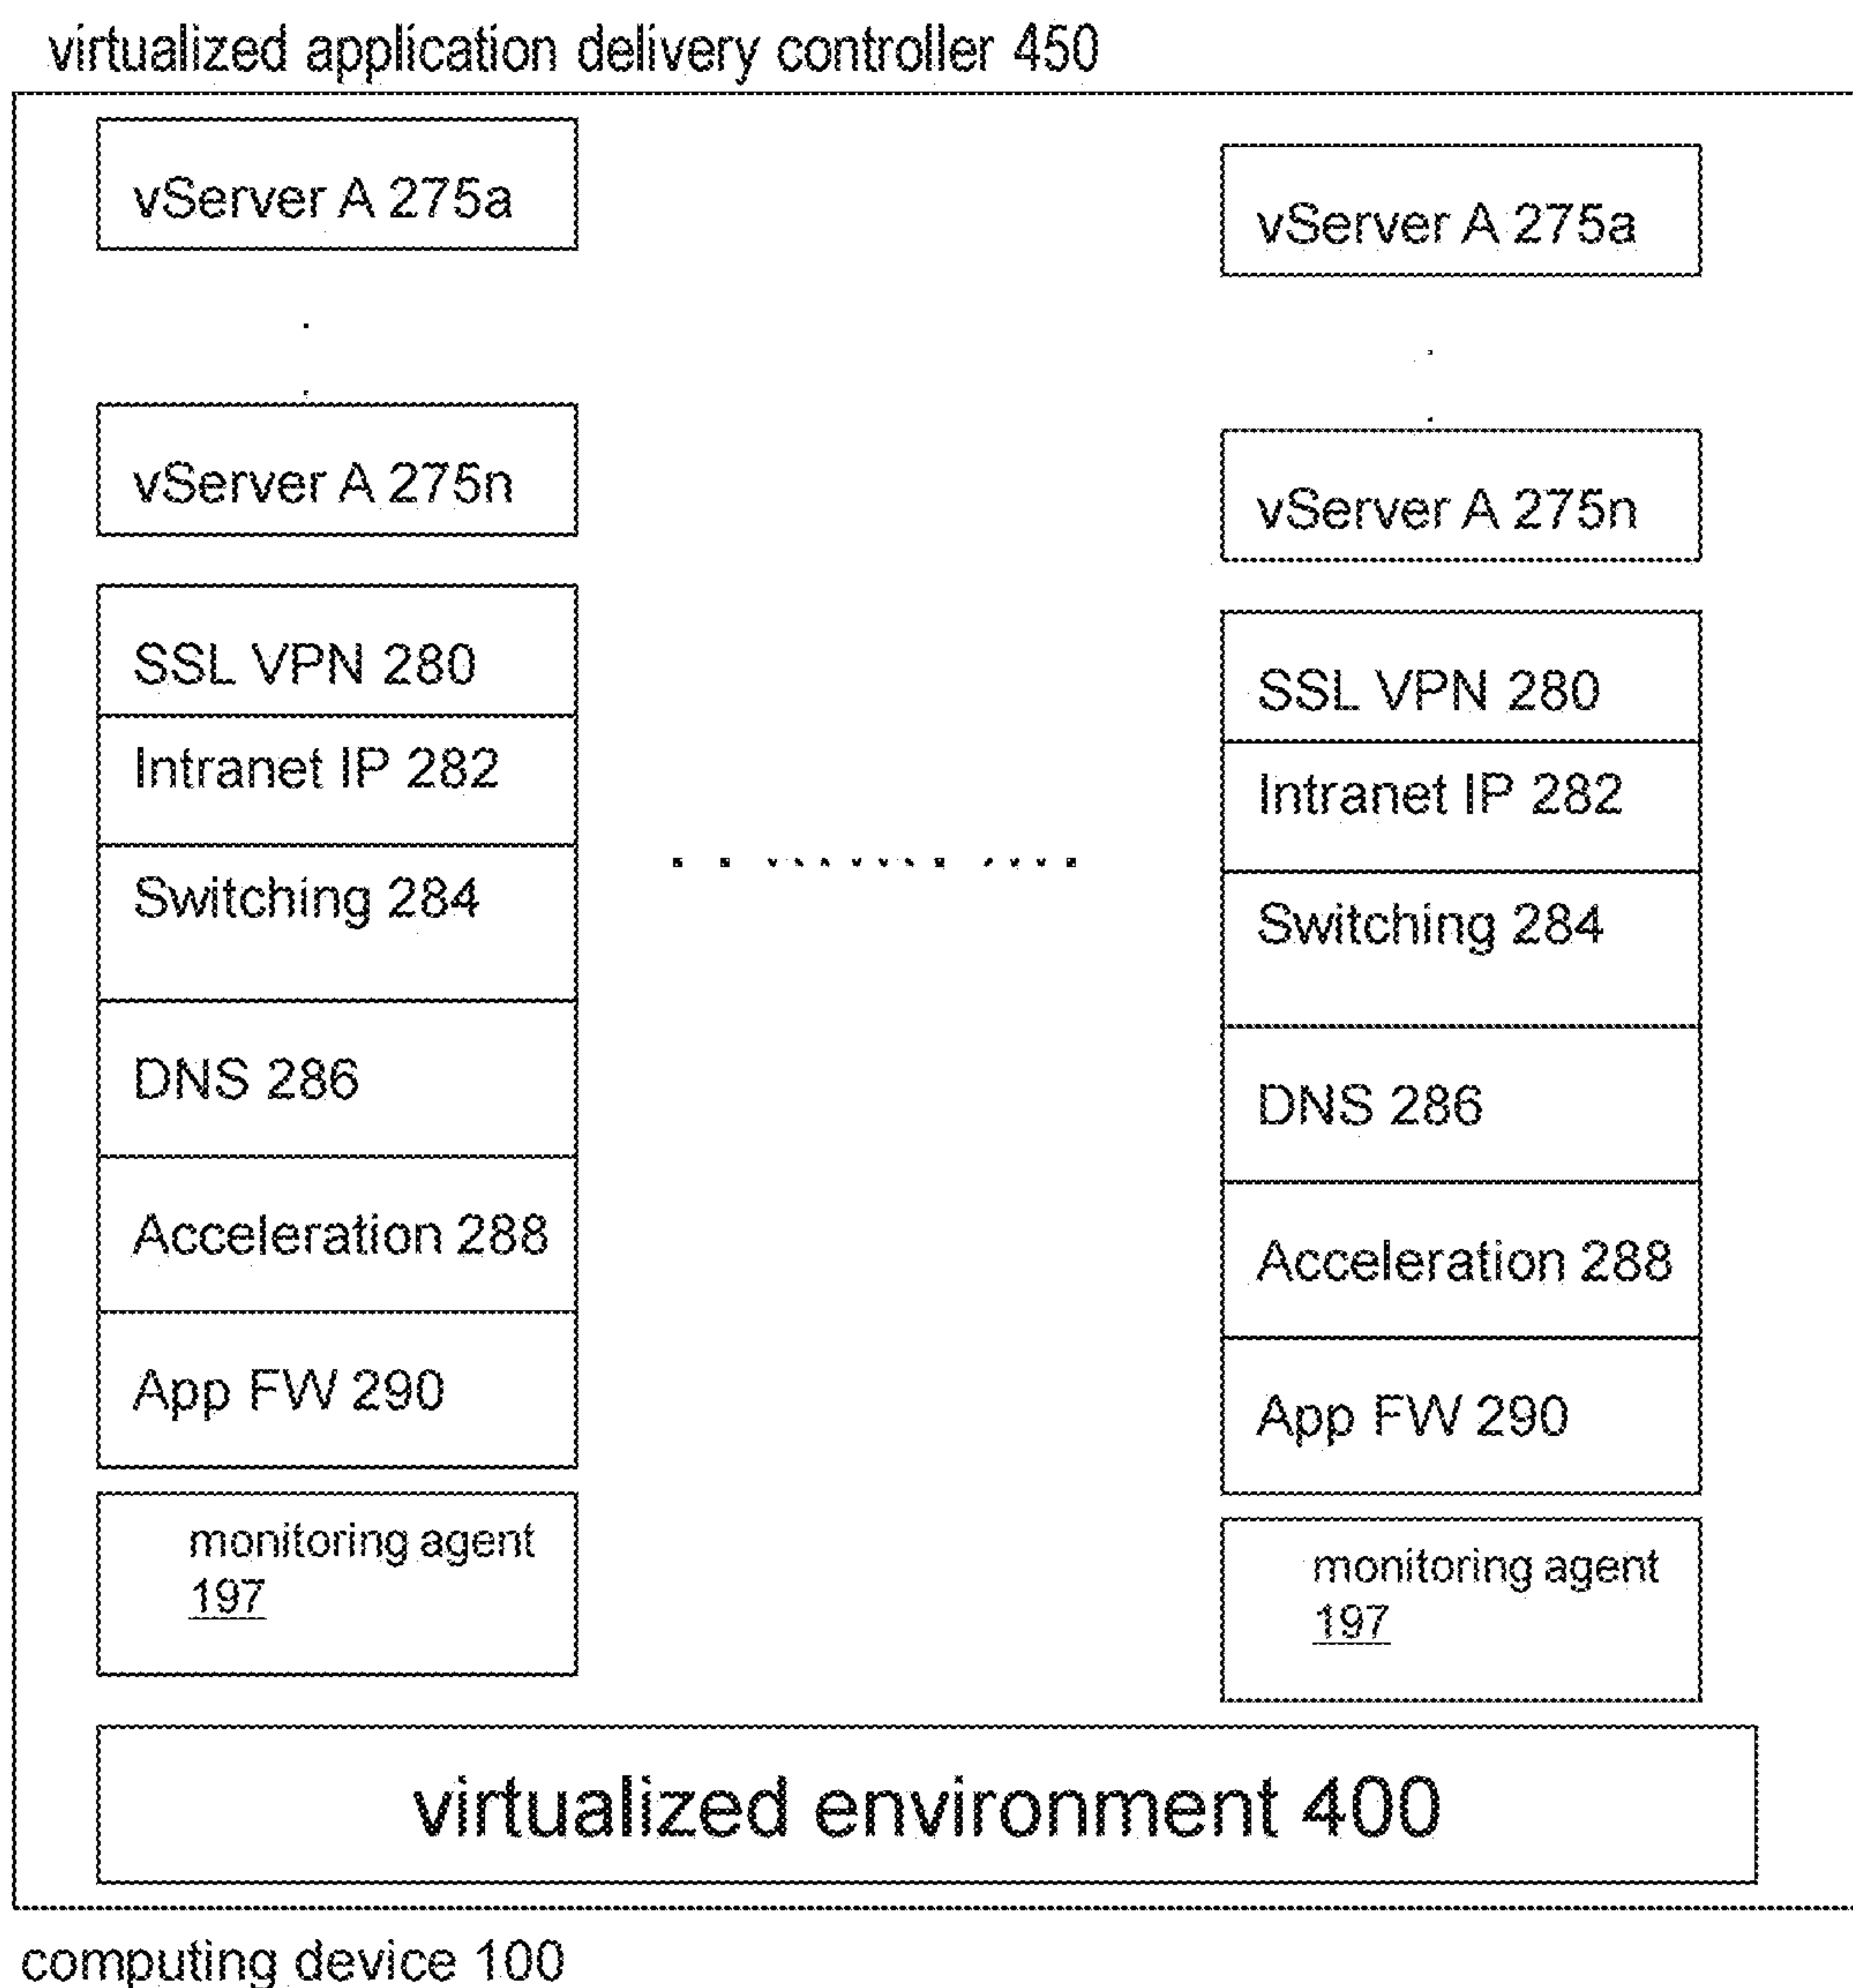 virtualized application delivery controller 450
vServer A 275a
vServer A 275n
SSL VPN 280
Intranet IP 282
Switching 284
DNS 286
Acceleration 288
App FW 290
monitoring agent
197
vServer A 275a
vServer A 275n
SSL VPN 280
Intranet IP 282
Switching 284
DNS 286
Acceleration 288
App FW 290
monitoring agent
197
virtualized environment 400
computing device 100